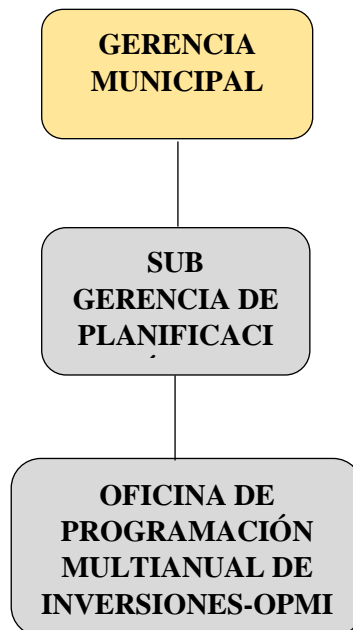 GERENCIA
MUNICIPAL
SUB
GERENCIA DE
PLANIFICACI
OFICINA DE
PROGRAMACIÓN
MULTIANUAL DE
INVERSIONES-OPMI